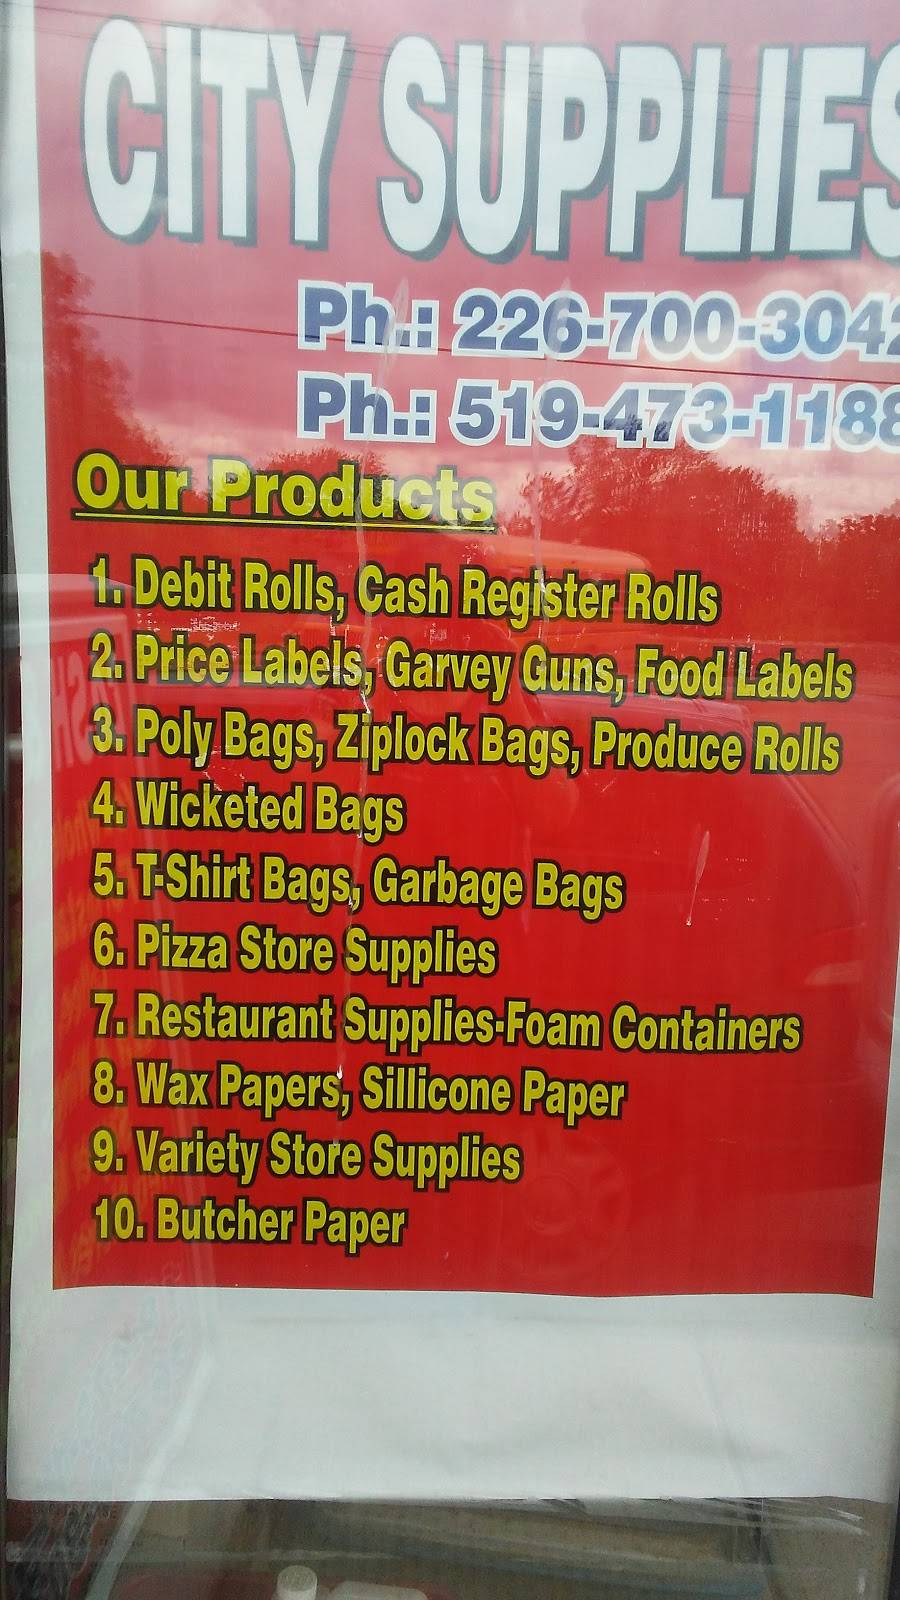 CITY SUPPLIES
Ph.: 226-700-3042
Ph.: 519-473-1188
Our Products
1. Debit Rolls, Cash Register Rolls
2. Price Labels, Garvey Guns, Food Labels
3. Poly Bags, Ziplock Bags, Produce Rolls
4. Wicketed Bags
5. T-Shirt Bags, Garbage Bags
6. Pizza Store Supplies
7. Restaurant Supplies-Foam Containers
8. Wax Papers, Sillicone Paper
9. Variety Store Supplies
10. Butcher Paper